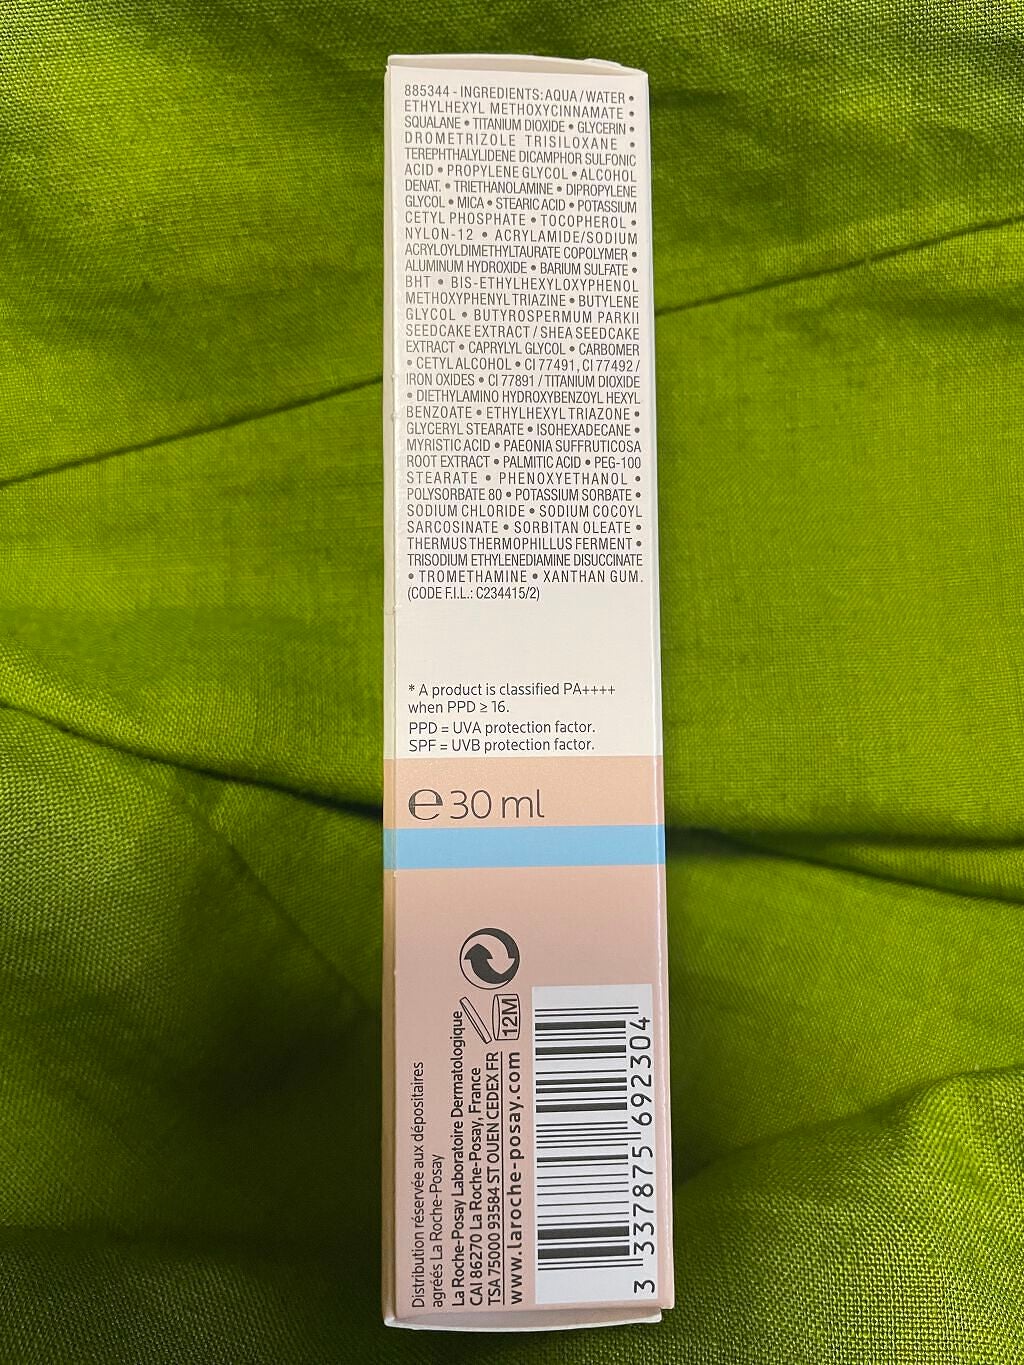 885344 - INGREDIENTS: AQUA / WATER •
ETHYLHEXYL METHOXYCINNAMATE •
SQUALANE • TITANIUM DIOXIDE • GLYCERIN •
DROMETRIZOLE TRISILOXANE •
TEREPHTHALYLIDENE DICAMPHOR SULFONIC
ACID • PROPYLENE GLYCOL • ALCOHOL
DENAT. • TRIETHANOLAMINE • DIPROPYLENE
GLYCOL • MICA • STEARIC ACID • POTASSIUM
CETYL PHOSPHATE • TOCOPHEROL •
NYLON-12 • ACRYLAMIDE/SODIUM
ACRYLOYLDIMETHYLTAURATE COPOLYMER •
ALUMINUM HYDROXIDE • BARIUM SULFATE •
BHT • BIS-ETHYLHEXYLOXYPHENOL
METHOXYPHENYL TRIAZINE • BUTYLENE
GLYCOL • BUTYROSPERMUM PARKII
SEEDCAKE EXTRACT / SHEA SEEDCAKE
EXTRACT • CAPRYLYL GLYCOL • CARBOMER
• CETYL ALCOHOL • CI 77491, CI 77492 /
IRON OXIDES • CI 77891 / TITANIUM DIOXIDE
• DIETHYLAMINO HYDROXYBENZOYL HEXYL
BENZOATE • ETHYLHEXYL TRIAZONE •
GLYCERYL STEARATE • ISOHEXADECANE •
MYRISTIC ACID • PAEONIA SUFFRUTICOSA
ROOT EXTRACT • PALMITIC ACID • PEG-100
STEARATE • PHENOXYETHANOL •
POLYSORBATE 80 • POTASSIUM SORBATE •
SODIUM CHLORIDE • SODIUM COCOYL
SARCOSINATE • SORBITAN OLEATE •
THERMUS THERMOPHILLUS FERMENT •
TRISODIUM ETHYLENEDIAMINE DISUCCINATE
• TROMETHAMINE • XANTHAN GUM.
(CODE F.I.L.: C234415/2)
* A product is classified PA++++
when PPD ≥ 16.
PPD = UVA protection factor.
SPF = UVB protection factor.
℮ 30 ml
Distribution réservée aux dépositaires
agréés La Roche-Posay
La Roche-Posay Laboratoire Dermatologique
CAI 86270 La Roche-Posay, France
TSA 75000 93584 ST OUEN CEDEX FR
www.laroche-posay.com
12M
3 337875 692304